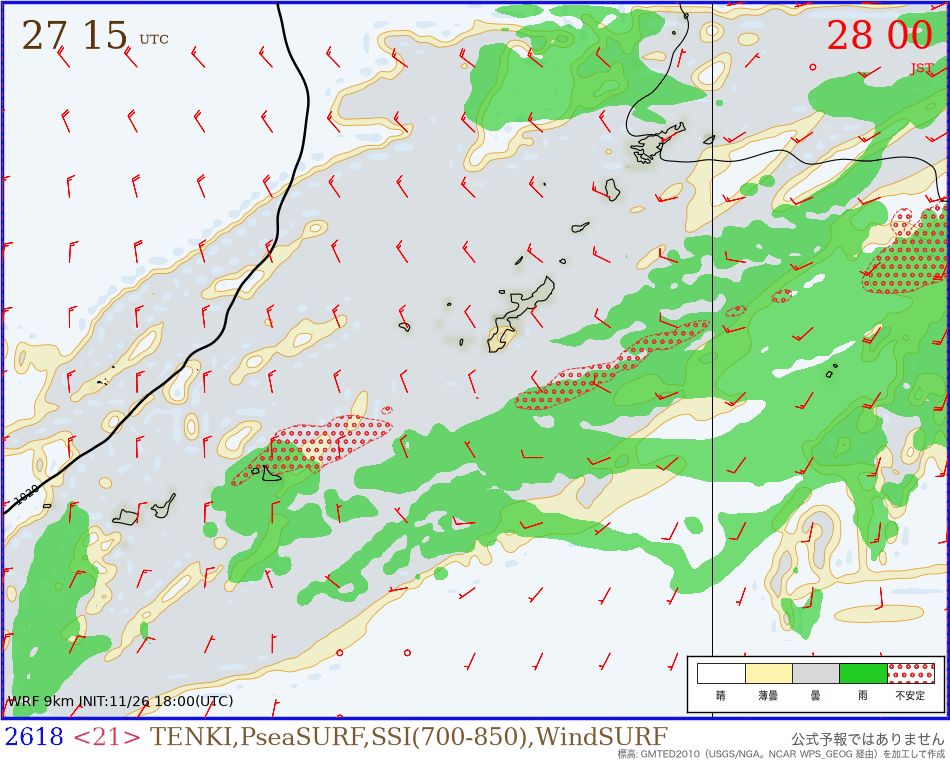 27 15 UTC
28 00
JST
1020
WRF 9km INIT:11/26 18:00(UTC)
晴 薄曇 曇 雨 不安定
2618 <21> TENKI,PseaSURF,SSI(700-850),WindSURF
公式予報ではありません
標高: GMTED2010（USGS/NGA。NCAR WPS_GEOG 経由）を加工して作成